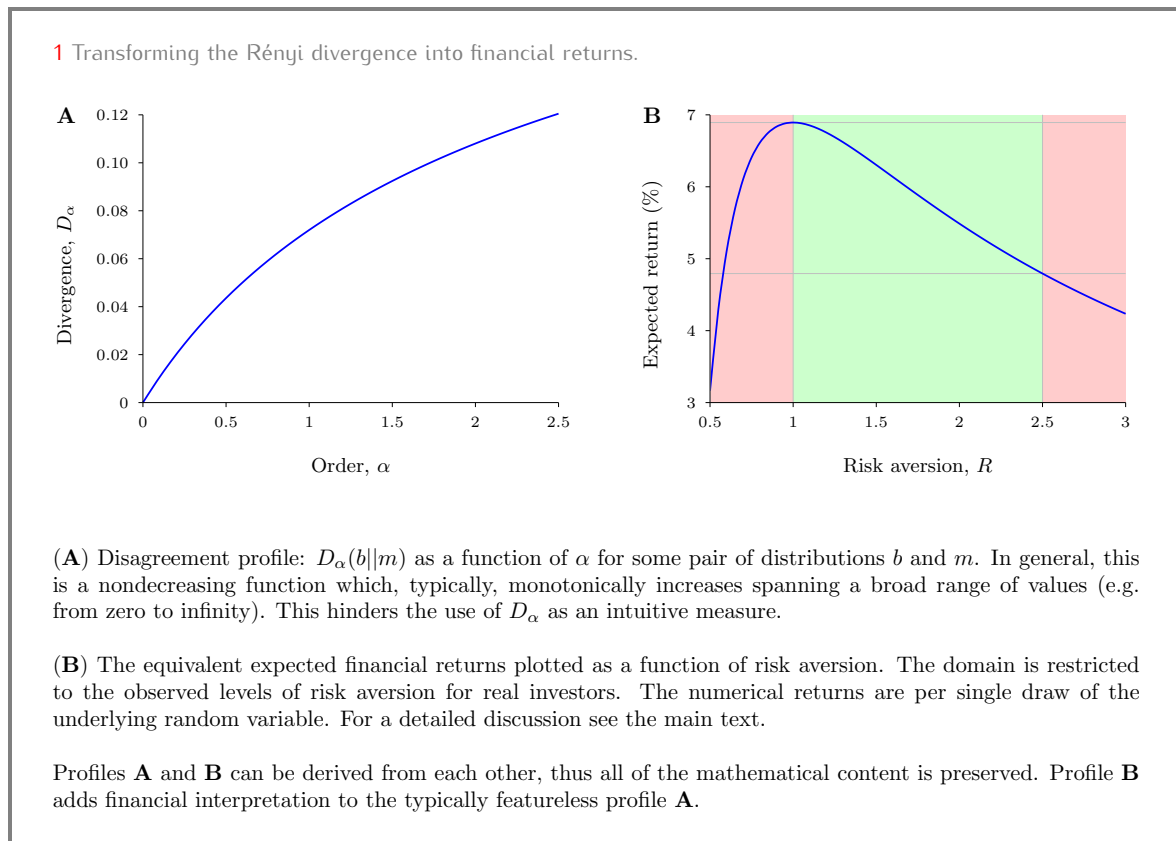 1 Transforming the Rényi divergence into financial returns.
A
0.12
0.10
0.08
0.06
0.04
0.02
0
Divergence, Dα
0
0.5
1
1.5
2
2.5
Order, α
B
7
6
5
4
3
Expected return (%)
0.5
1
1.5
2
2.5
3
Risk aversion, R
(A) Disagreement profile: Dα(b||m) as a function of α for some pair of distributions b and m. In general, this
is a nondecreasing function which, typically, monotonically increases spanning a broad range of values (e.g.
from zero to infinity). This hinders the use of Dα as an intuitive measure.
(B) The equivalent expected financial returns plotted as a function of risk aversion. The domain is restricted
to the observed levels of risk aversion for real investors. The numerical returns are per single draw of the
underlying random variable. For a detailed discussion see the main text.
Profiles A and B can be derived from each other, thus all of the mathematical content is preserved. Profile B
adds financial interpretation to the typically featureless profile A.